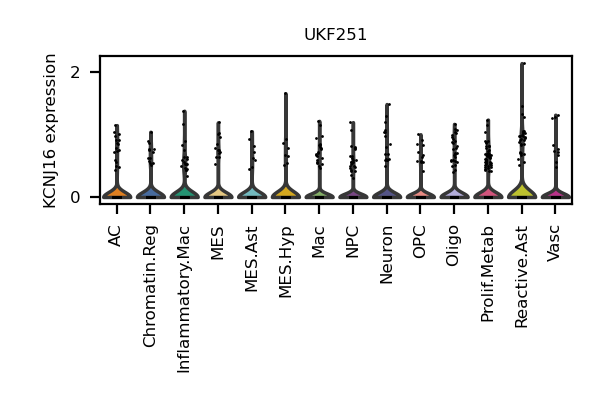 UKF251
KCNJ16 expression
2
0
AC
Chromatin.Reg
Inflammatory.Mac
MES
MES.Ast
MES.Hyp
Mac
NPC
Neuron
OPC
Oligo
Prolif.Metab
Reactive.Ast
Vasc